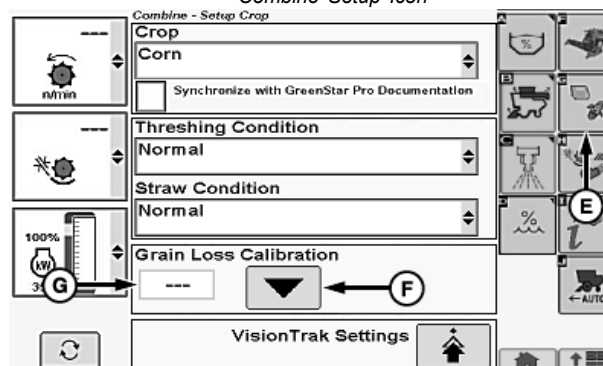 Combine Setup Icon
Combine - Setup Crop
---
n/min
Crop
Corn
Synchronize with GreenStar Pro Documentation
---
Threshing Condition
Normal
Straw Condition
Normal
100%
kW
Grain Loss Calibration
---
VisionTrak Settings
A
%
B
C
D
%
i
← AUTO
E
F
G